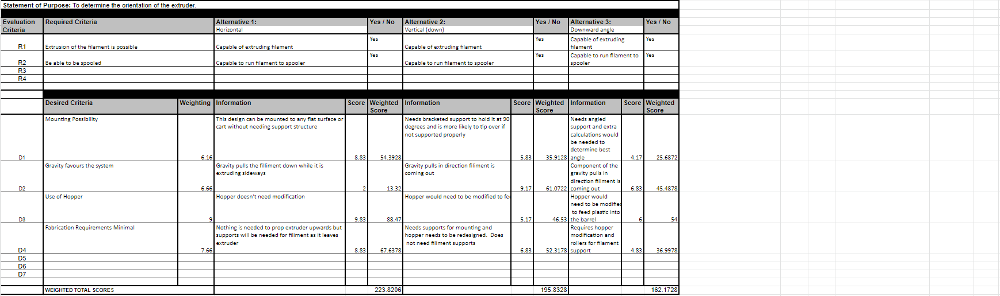 Statement of Purpose: To determine the orientation of the extruder.
Evaluation Criteria Required Criteria Alternative 1: Yes / No Alternative 2: Yes / No Alternative 3: Yes / No
Horizontal Vertical (down) Downward angle
R1 Extrusion of the filament is possible Capable of extruding filament Yes Capable of extruding filament Yes Capable of extruding filament Yes
R2 Be able to be spooled Capable to run filament to spooler Yes Capable to run filament to spooler Yes Capable to run filament to spooler Yes
R3
R4
Desired Criteria Weighting Information Score Weighted Score Information Score Weighted Score Information Score Weighted Score
D1 Mounting Possibility 6.16 This design can be mounted to any flat surface or cart without needing support structure 8.83 54.3928 Needs bracketed support to hold it at 90 degrees and is more likely to tip over if not supported properly 5.83 35.9128 Needs angled support and extra calculations would be needed to determine best angle 4.17 25.6872
D2 Gravity favours the system 6.66 Gravity pulls the filliment down while it is extruding sideways 2 13.32 Gravity pulls in direction filiment is coming out 9.17 61.0722 Component of the gravity pulls in direction filiment is coming out 6.83 45.4878
D3 Use of Hopper 9 Hopper doesn't need modification 9.83 88.47 Hopper would need to be modified to fe 5.17 46.53 Hopper would need to be modified to feed plastic into the barrel 6 54
D4 Fabrication Requirements Minimal 7.66 Nothing is needed to prop extruder upwards but supports will be needed for filiment as it leaves extruder 8.83 67.6378 Needs supports for mounting and hopper needs to be redesigned. Does not need filiment supports 6.83 52.3178 Requires hopper modification and rollers for filament support 4.83 36.9978
D5
D6
D7
WEIGHTED TOTAL SCORES 223.8206 195.8328 162.1728